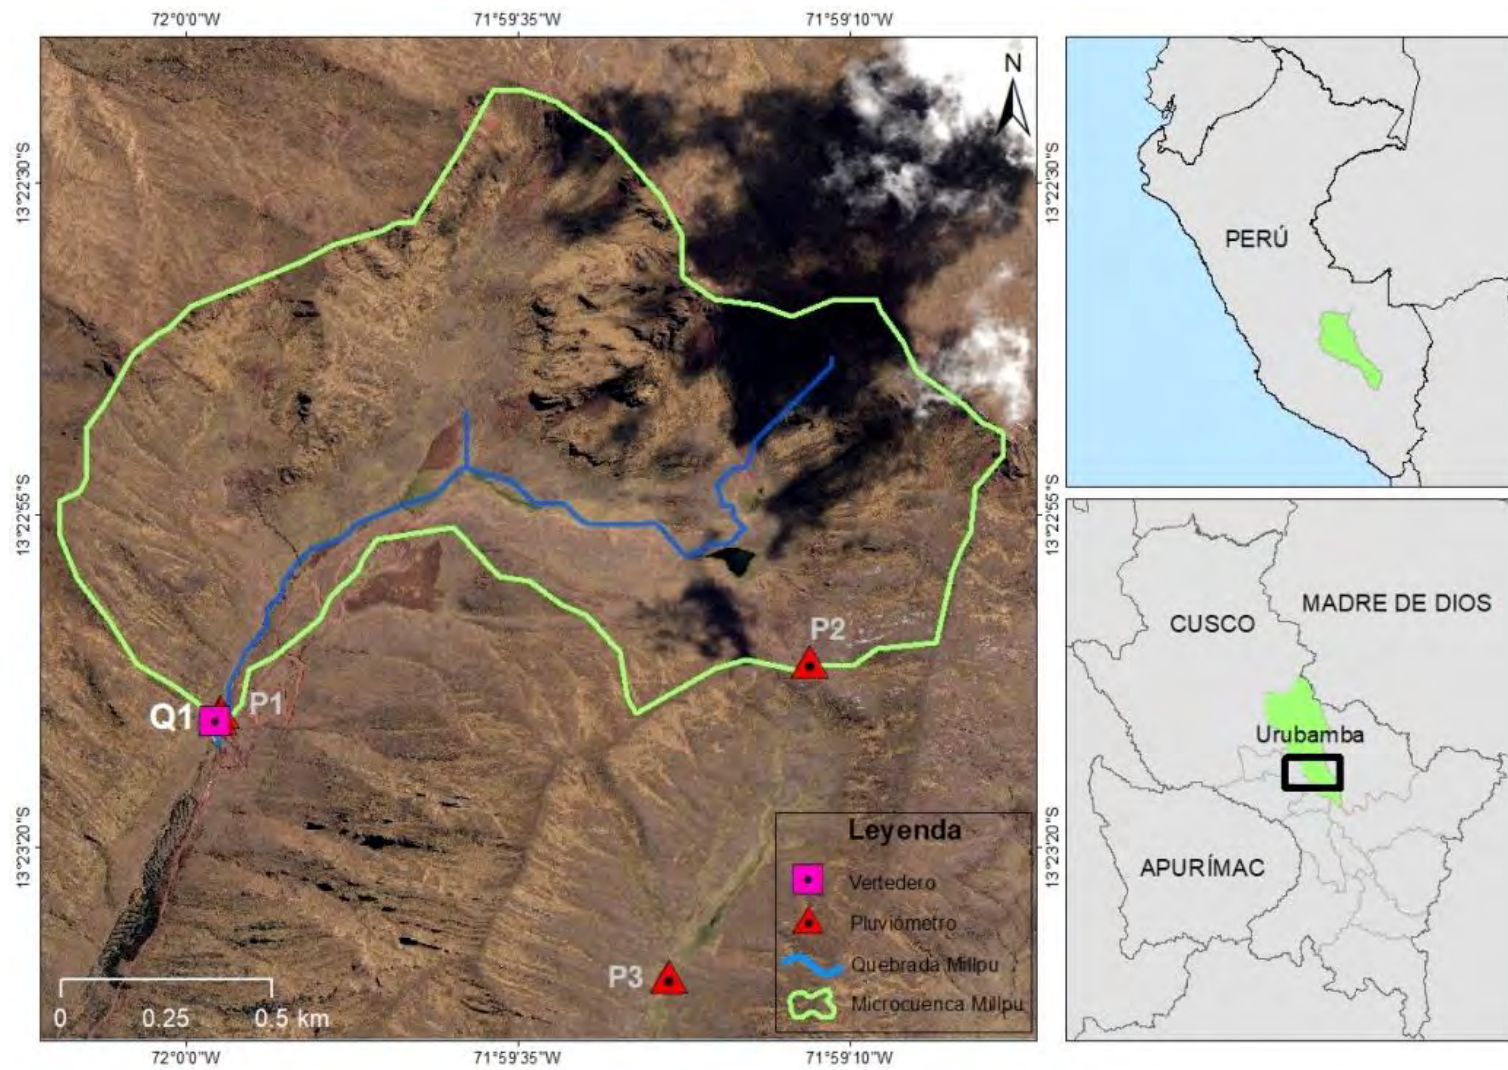 72°0'0"W
71°59'35"W
71°59'10"W
N
13°22'30"S
13°22'30"S
PERÚ
13°22'55"S
13°22'55"S
P2
Q1
P1
CUSCO
MADRE DE DIOS
Urubamba
APURÍMAC
13°23'20"S
13°23'20"S
P3
Leyenda
Vertedero
Pluviómetro
Quebrada Millpu
Microcuenca Millpu
0 0.25 0.5 km
72°0'0"W
71°59'35"W
71°59'10"W